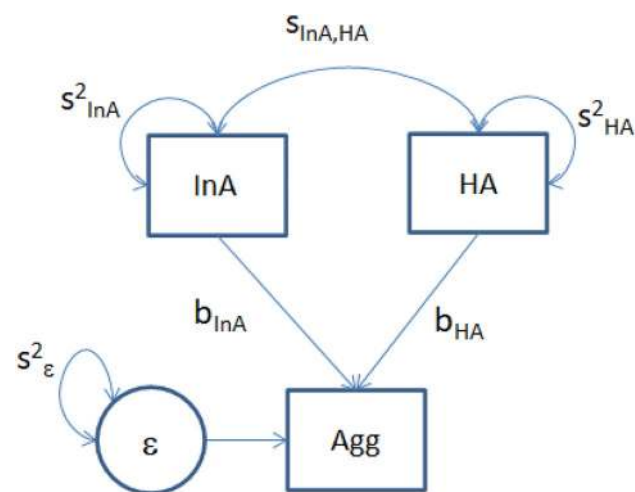 s_InA,HA
s²_InA
s²_HA
InA
HA
b_InA
b_HA
s²_ε
ε
Agg